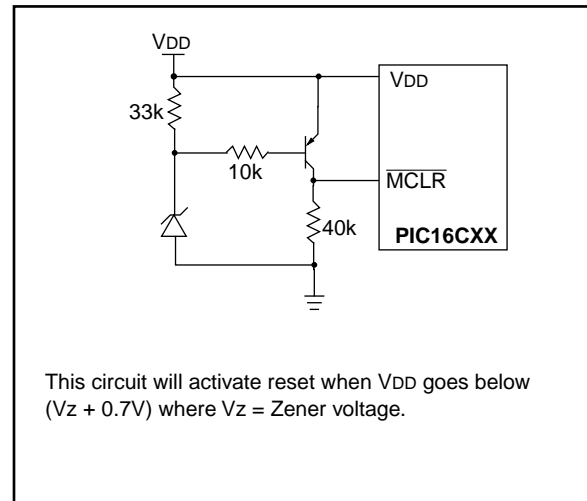 VDD
33k
10k
40k
VDD
MCLR
PIC16CXX
This circuit will activate reset when VDD goes below
(Vz + 0.7V) where Vz = Zener voltage.